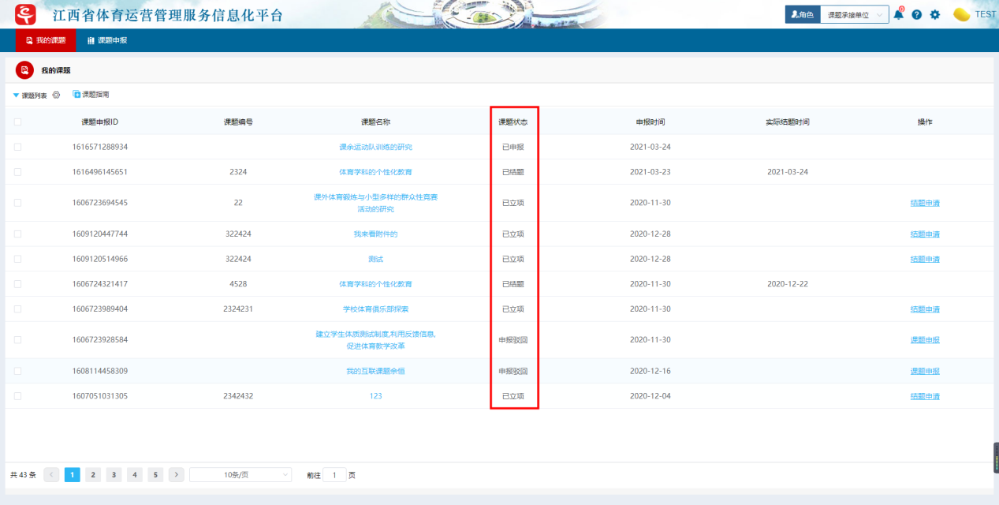 江西省体育运营管理服务信息化平台
角色 课题承接单位 0 TEST
我的课题 课题申报
我的课题
课题列表 课题指南
课题申报ID 课题编号 课题名称 课题状态 申报时间 实际结题时间 操作
1616571288934 课余运动队训练的研究 已申报 2021-03-24
1616496145651 2324 体育学科的个性化教育 已结题 2021-03-23 2021-03-24
1606723694545 22 课外体育锻炼与小型多样的群众性竞赛
活动的研究 已立项 2020-11-30 结题申请
1609120447744 322424 我来看附件的 已立项 2020-12-28 结题申请
1609120514966 322424 测试 已立项 2020-12-28 结题申请
1606724321417 4528 体育学科的个性化教育 已结题 2020-11-30 2020-12-22
1606723989404 2324231 学校体育俱乐部探索 已立项 2020-11-30 结题申请
1606723928584 建立学生体质测试制度,利用反馈信息,
促进体育教学改革 申报驳回 2020-11-30 课题申报
1608114458309 我的互联课题余恒 申报驳回 2020-12-16 课题申报
1607051031305 2342432 123 已立项 2020-12-04 结题申请
共 43 条 1 2 3 4 5 10条/页 前往 1 页